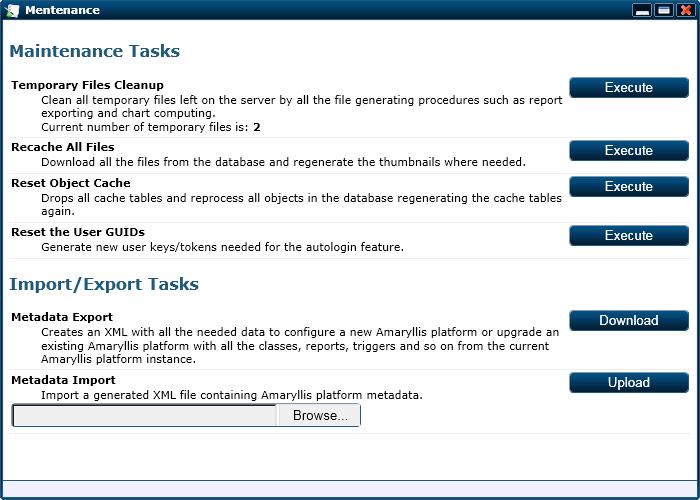 Mentenance
Maintenance Tasks
Temporary Files Cleanup
Execute
Clean all temporary files left on the server by all the file generating procedures such as report
exporting and chart computing.
Current number of temporary files is: 2
Recache All Files
Execute
Download all the files from the database and regenerate the thumbnails where needed.
Reset Object Cache
Execute
Drops all cache tables and reprocess all objects in the database regenerating the cache tables
again.
Reset the User GUIDs
Execute
Generate new user keys/tokens needed for the autologin feature.
Import/Export Tasks
Metadata Export
Download
Creates an XML with all the needed data to configure a new Amaryllis platform or upgrade an
existing Amaryllis platform with all the classes, reports, triggers and so on from the current
Amaryllis platform instance.
Metadata Import
Upload
Import a generated XML file containing Amaryllis platform metadata.
Browse...